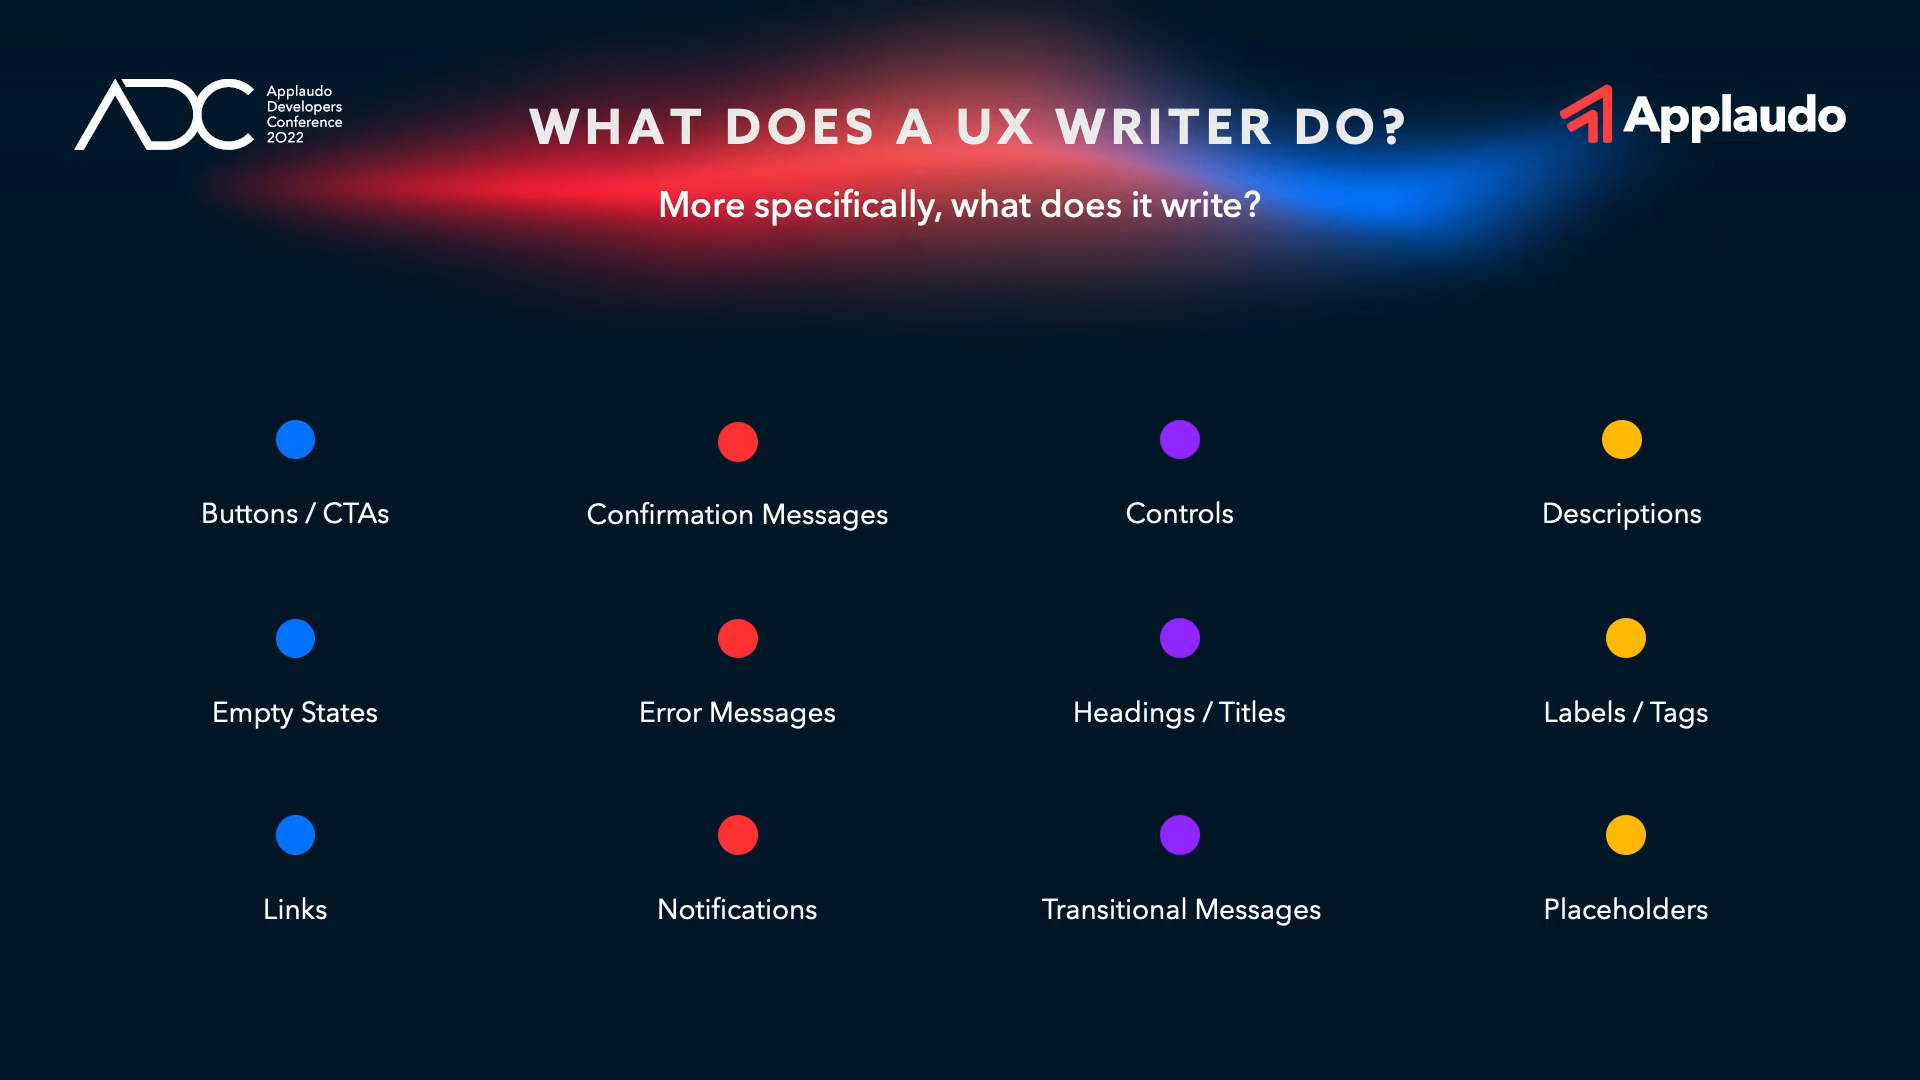 Applaudo
Developers
Conference
2022
WHAT DOES A UX WRITER DO?
Applaudo
More specifically, what does it write?
Buttons / CTAs
Confirmation Messages
Controls
Descriptions
Empty States
Error Messages
Headings / Titles
Labels / Tags
Links
Notifications
Transitional Messages
Placeholders